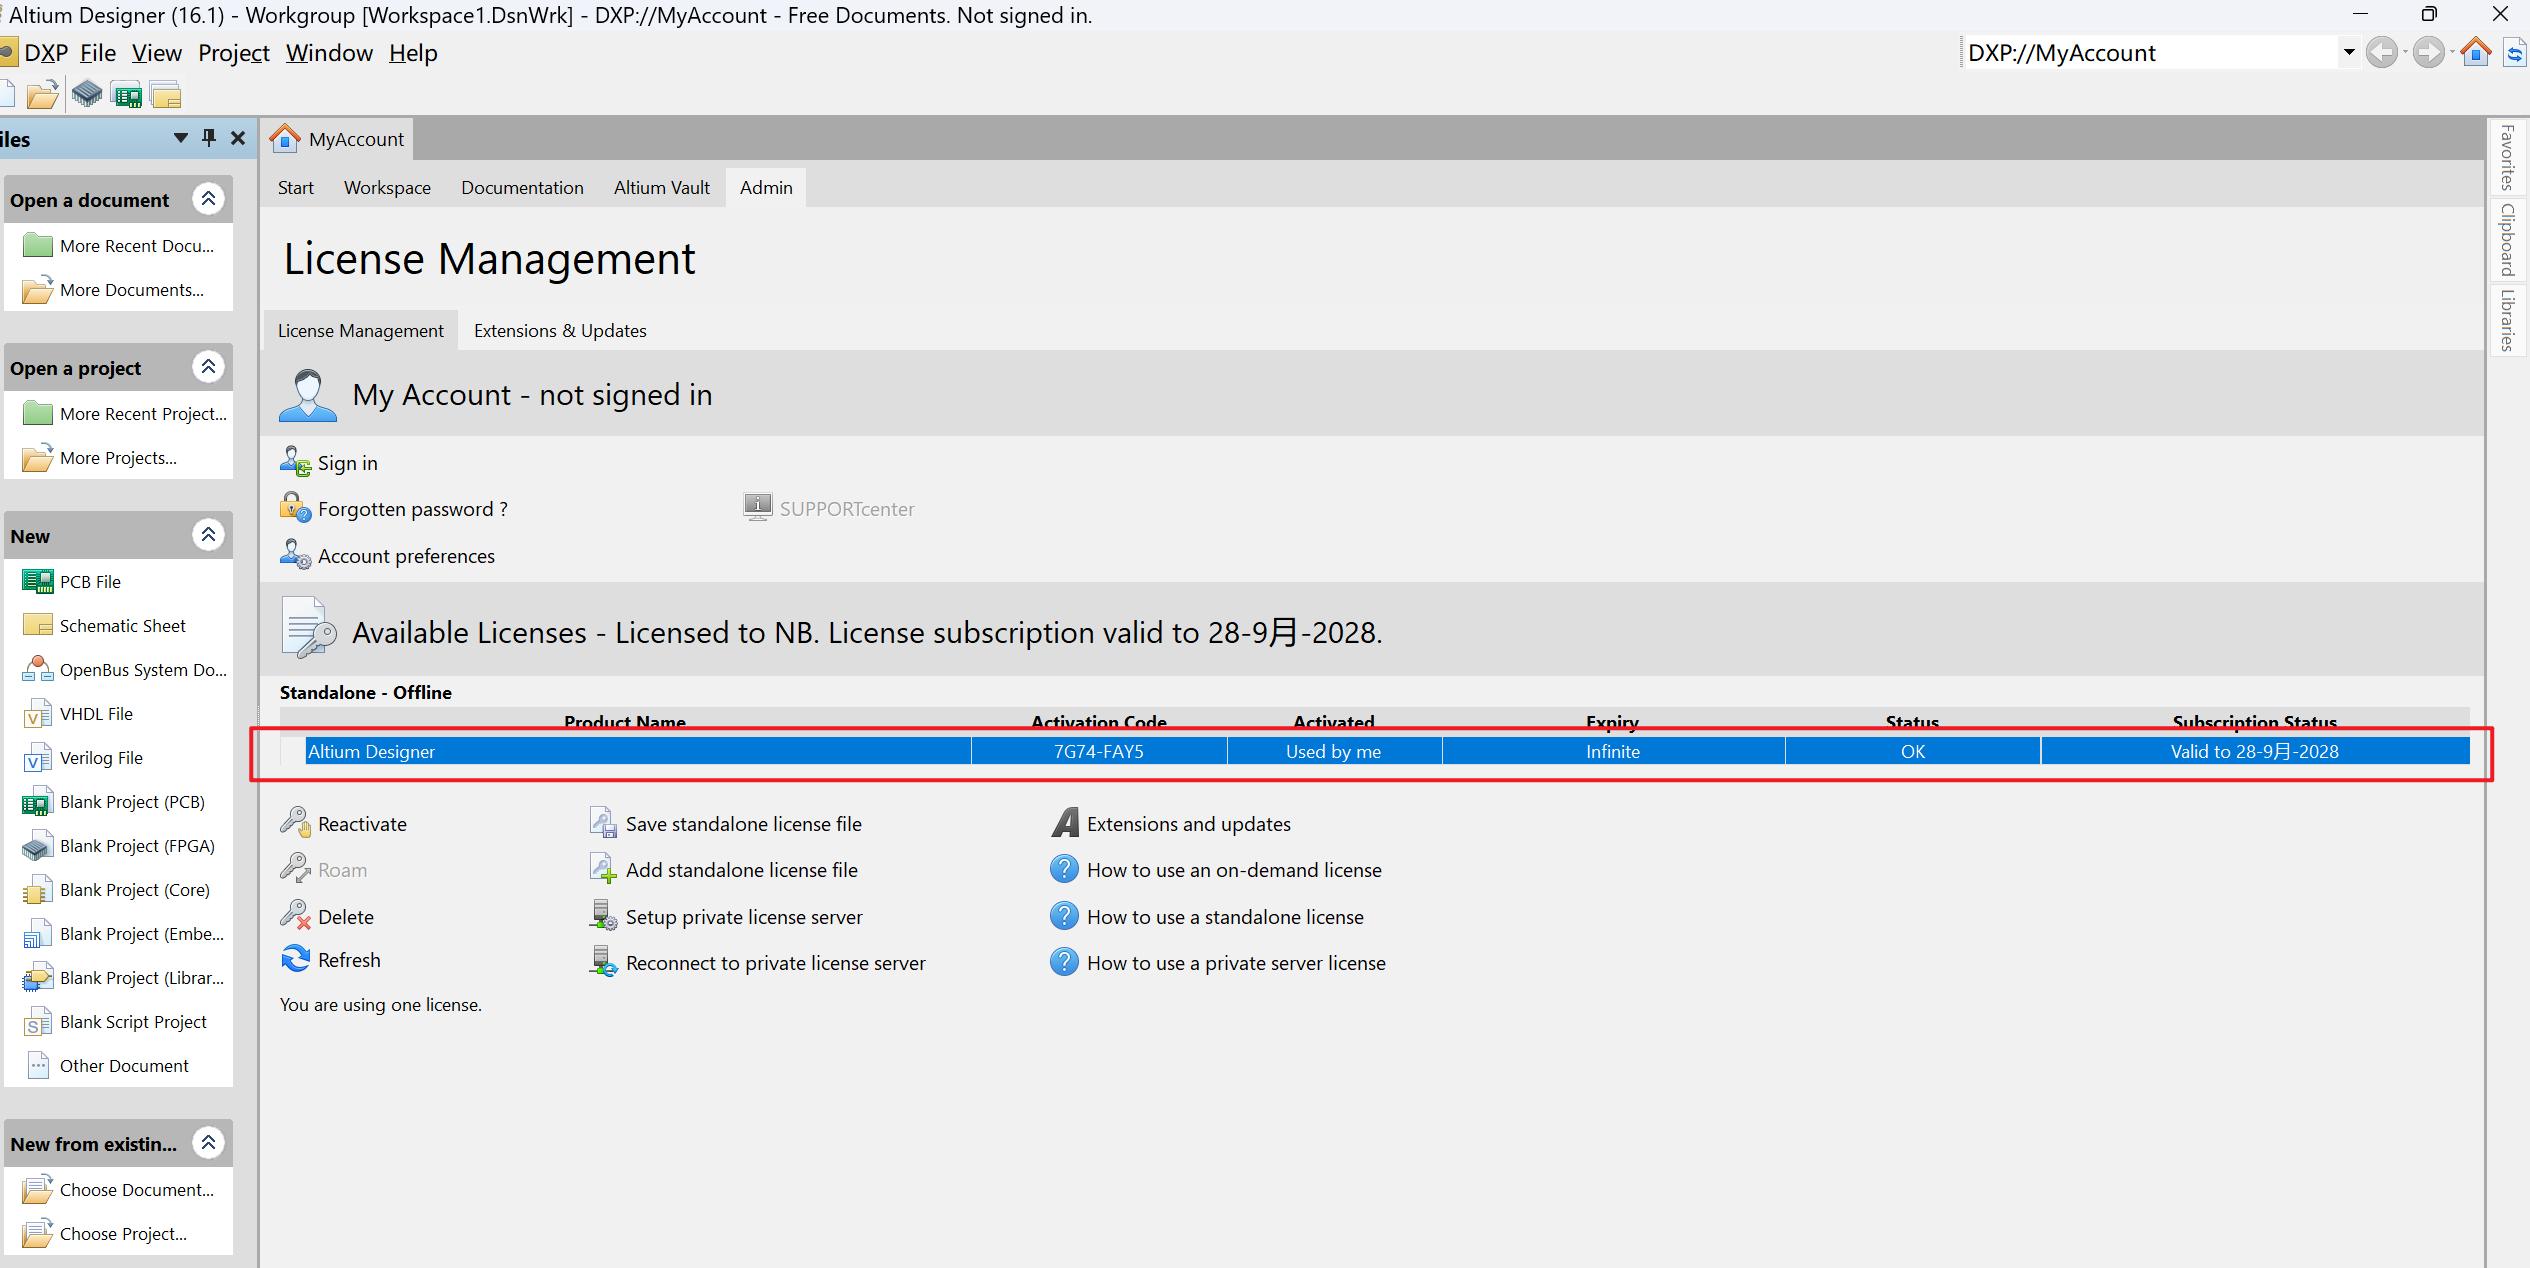 Altium Designer (16.1) - Workgroup [Workspace1.DsnWrk] - DXP://MyAccount - Free Documents. Not signed in.
DXP File View Project Window Help
DXP://MyAccount
iles
MyAccount
Start Workspace Documentation Altium Vault Admin
Open a document
More Recent Docu...
More Documents...
Open a project
More Recent Project...
More Projects...
New
PCB File
Schematic Sheet
OpenBus System Do...
VHDL File
Verilog File
Blank Project (PCB)
Blank Project (FPGA)
Blank Project (Core)
Blank Project (Embe...
Blank Project (Librar...
Blank Script Project
Other Document
New from existin...
Choose Document...
Choose Project...
License Management
License Management Extensions & Updates
My Account - not signed in
Sign in
Forgotten password ?
SUPPORTcenter
Account preferences
Available Licenses - Licensed to NB. License subscription valid to 28-9月-2028.
Standalone - Offline
Product Name Activation Code Activated Expiry Status Subscription Status
Altium Designer 7G74-FAY5 Used by me Infinite OK Valid to 28-9月-2028
Reactivate Save standalone license file Extensions and updates
Roam Add standalone license file How to use an on-demand license
Delete Setup private license server How to use a standalone license
Refresh Reconnect to private license server How to use a private server license
You are using one license.
Favorites
Clipboard
Libraries